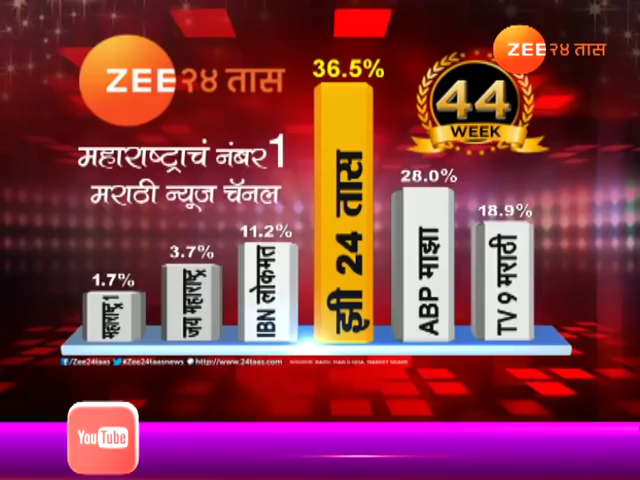 ZEE २४ तास
36.5%
ZEE २४ तास
44
WEEK
महाराष्ट्राचं नंबर 1
मराठी न्यूज चॅनल
28.0%
18.9%
11.2%
3.7%
1.7%
महाराष्ट्र 1
जय महाराष्ट्र
IBN लोकमत
झी 24 तास
ABP माझा
TV 9 मराठी
/Zee24taas
#Zee24taasnews
http://www.24taas.com
YouTube